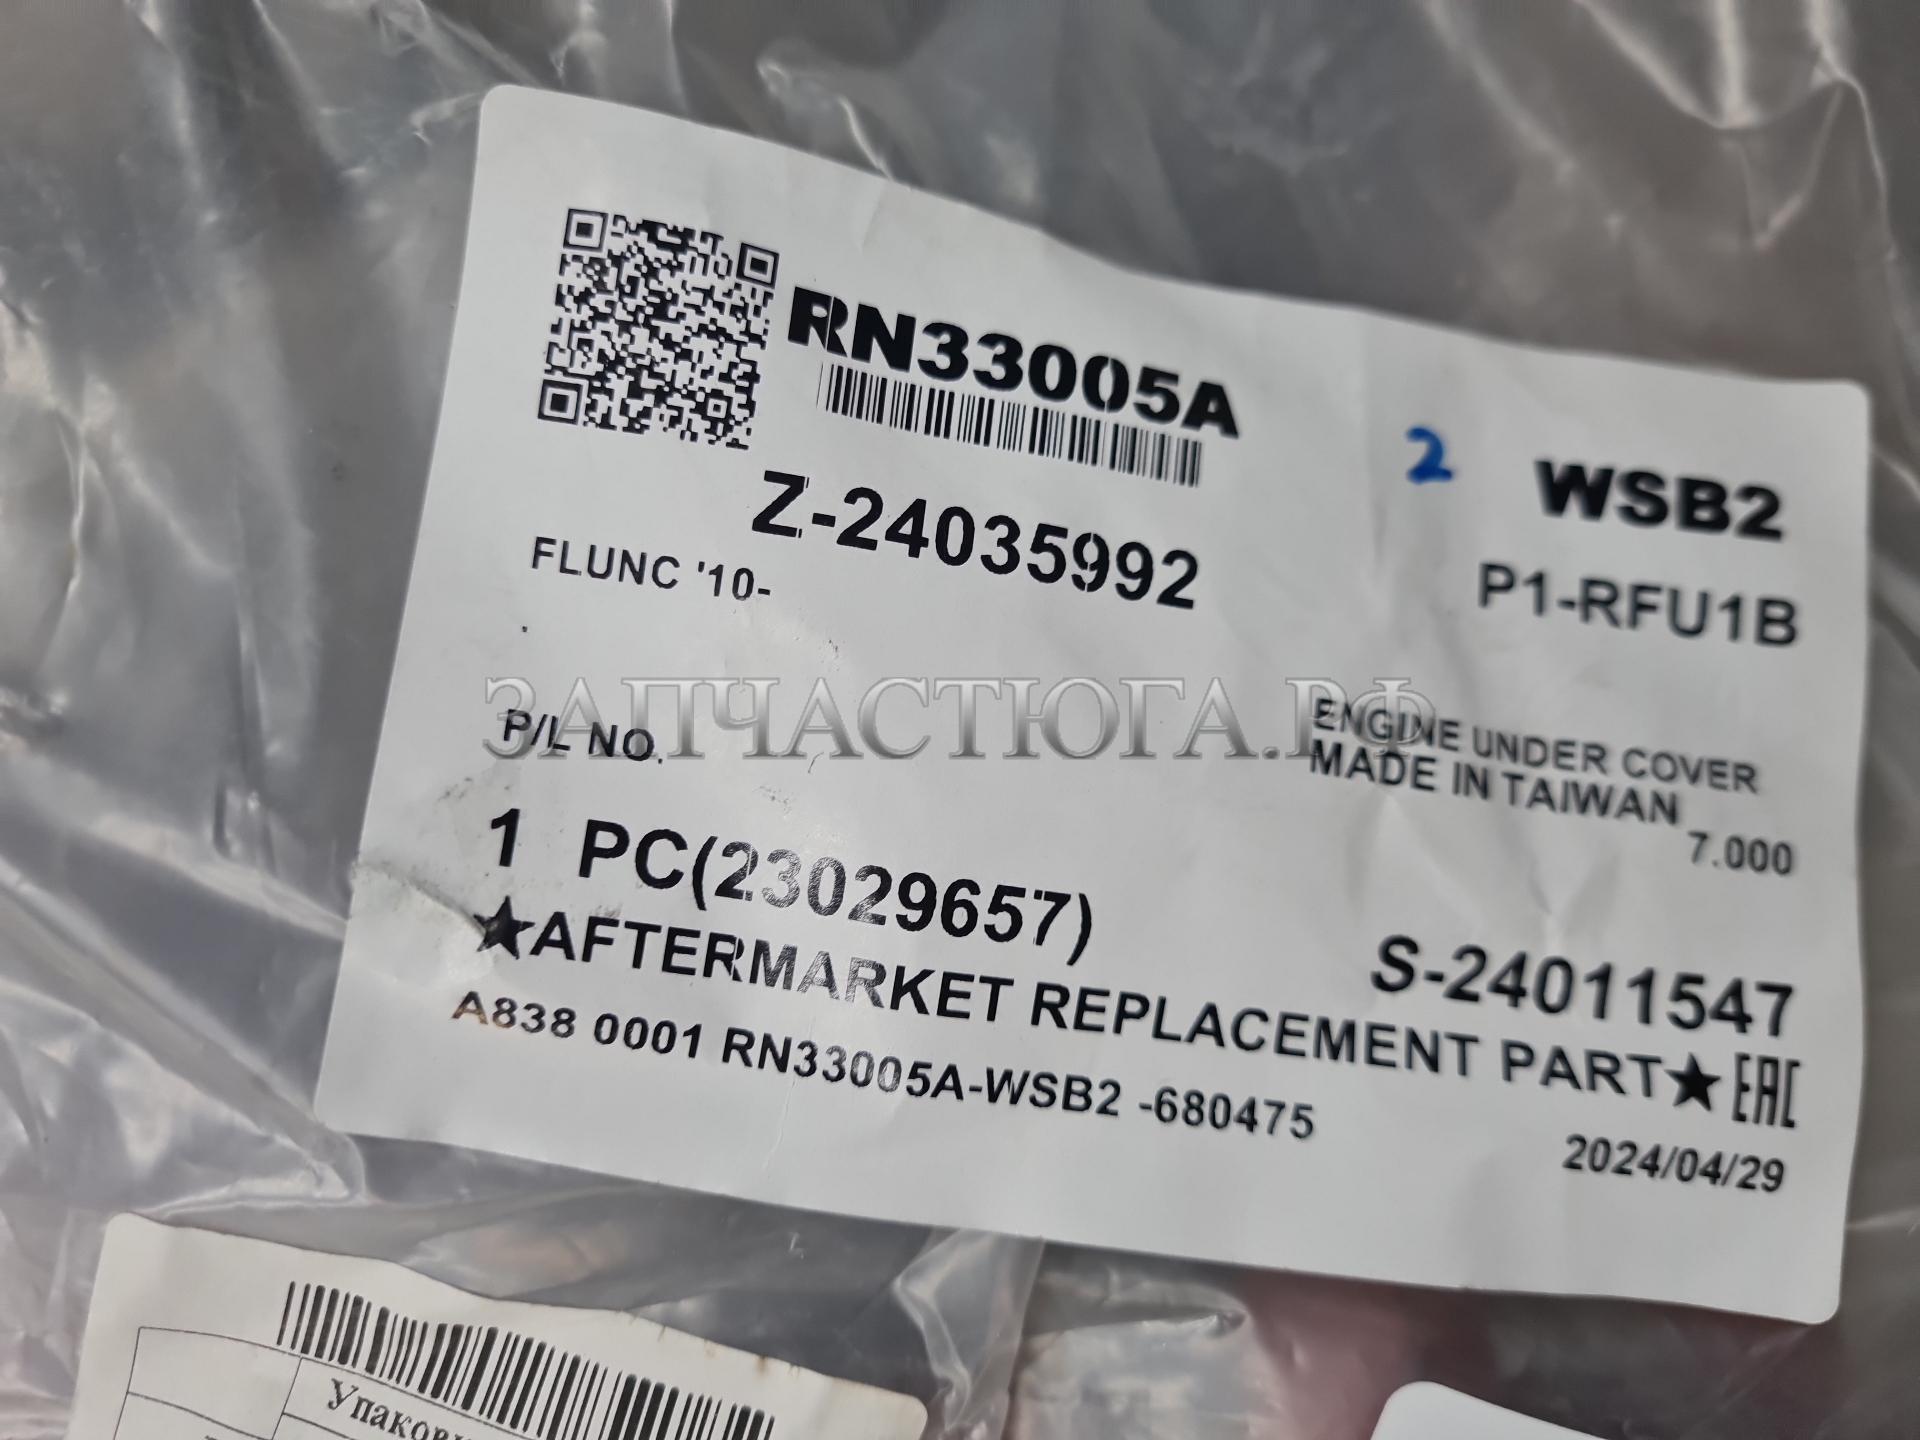 RN33005A
2 WSB2
Z-24035992
P1-RFU1B
FLUNC '10-
ЗАПЧАСТЮГА.РФ
P/L NO.
ENGINE UNDER COVER
MADE IN TAIWAN
7.000
1 PC(23029657)
S-24011547
★AFTERMARKET REPLACEMENT PART★ EAC
A838 0001 RN33005A-WSB2 -680475
2024/04/29